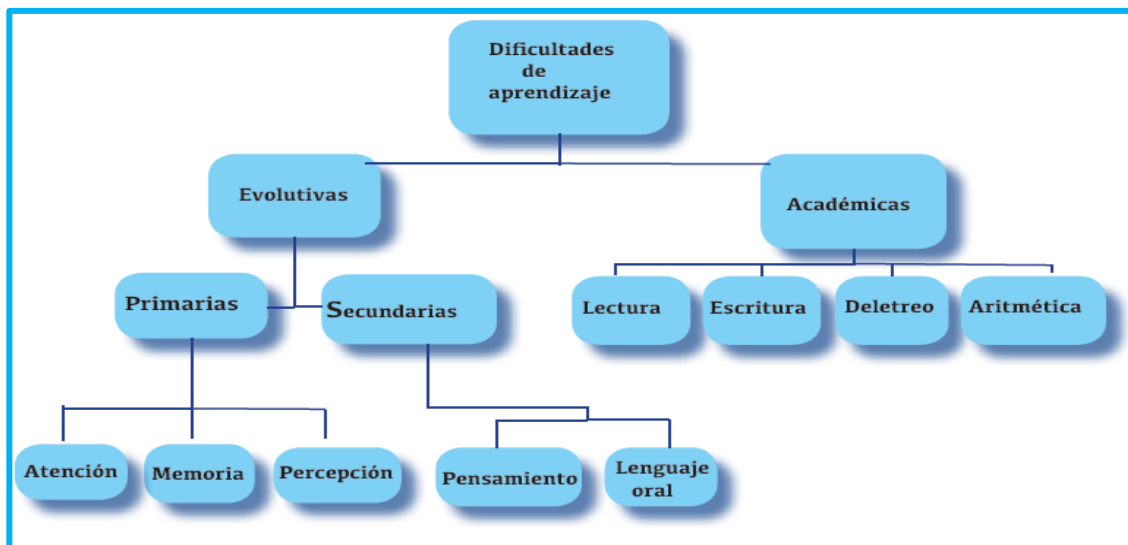 Dificultades
de
aprendizaje
Evolutivas
Académicas
Primarias
Secundarias
Lectura
Escritura
Deletreo
Aritmética
Atención
Memoria
Percepción
Pensamiento
Lenguaje
oral